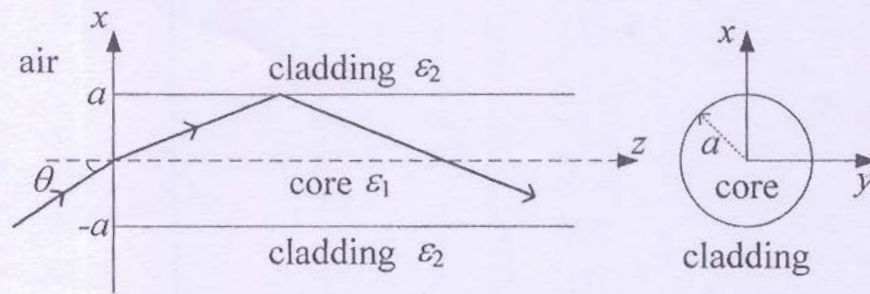 x
air
cladding ε₂
a
θ
core ε₁
z
-a
cladding ε₂
x
a
core
y
cladding